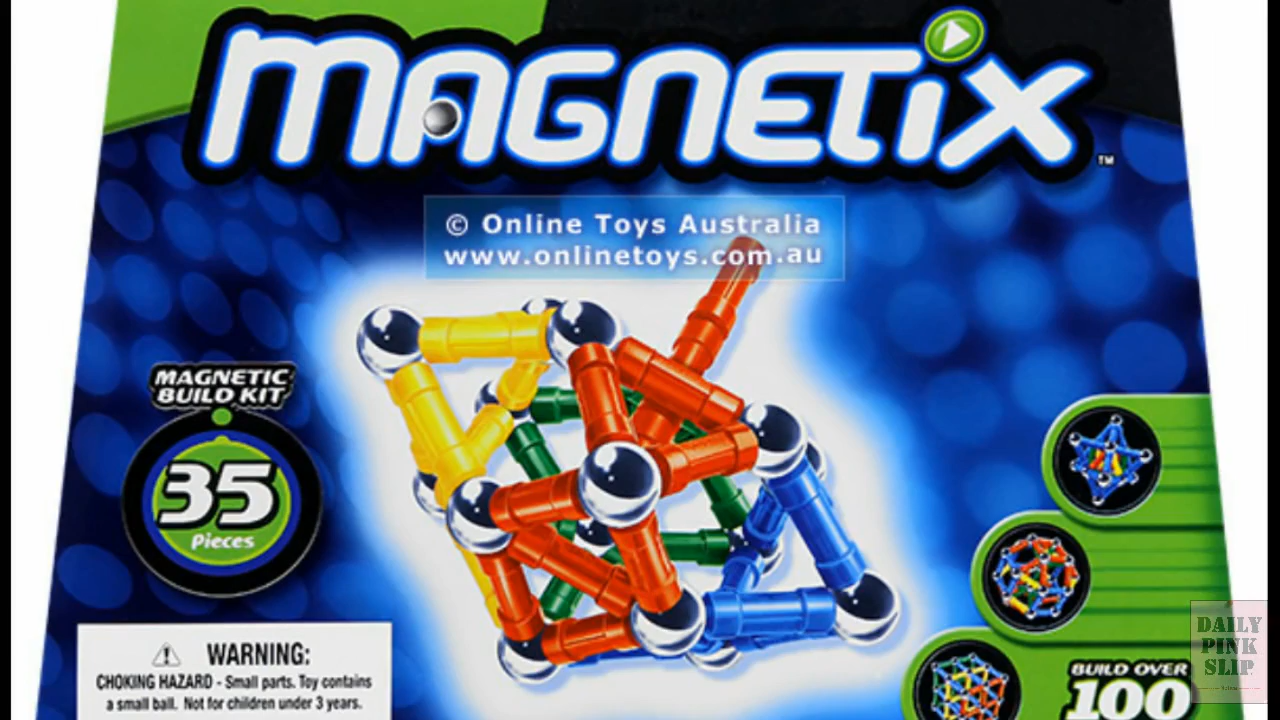 MAGNETIX
TM
© Online Toys Australia
www.onlinetoys.com.au
MAGNETIC
BUILD KIT
35
Pieces
WARNING:
CHOKING HAZARD - Small parts. Toy contains
a small ball. Not for children under 3 years.
BUILD OVER
100
DAILY
PINK
SLIP